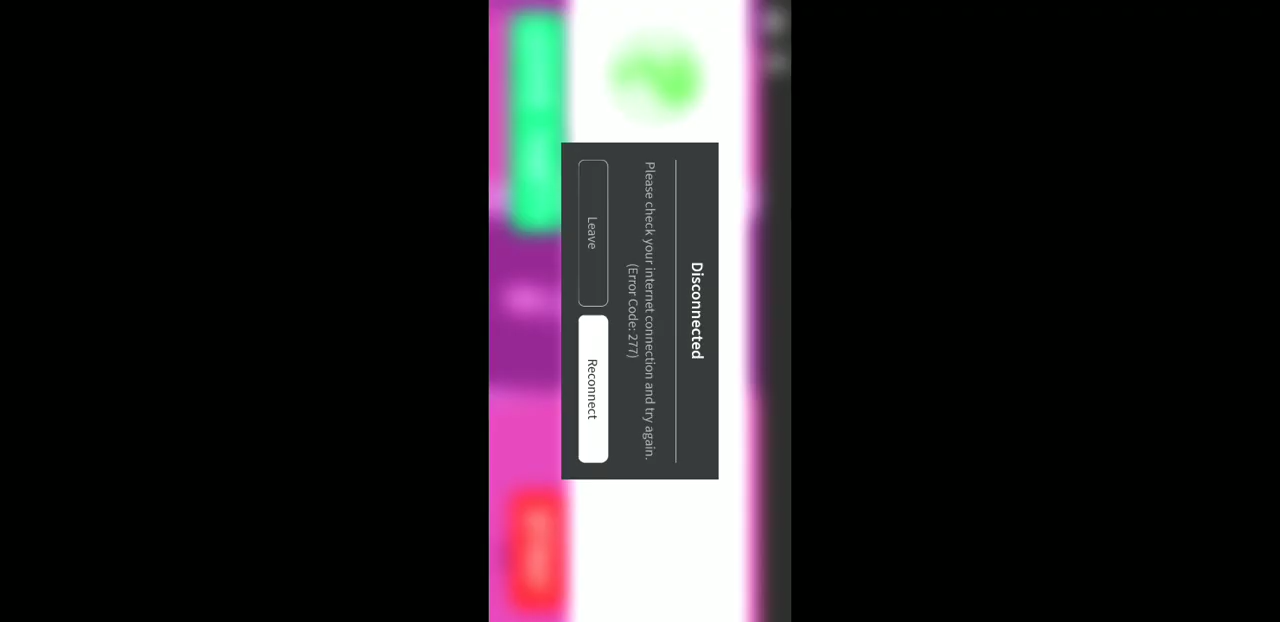 Disconnected
Please check your internet connection and try again.
(Error Code: 277)
Leave
Reconnect